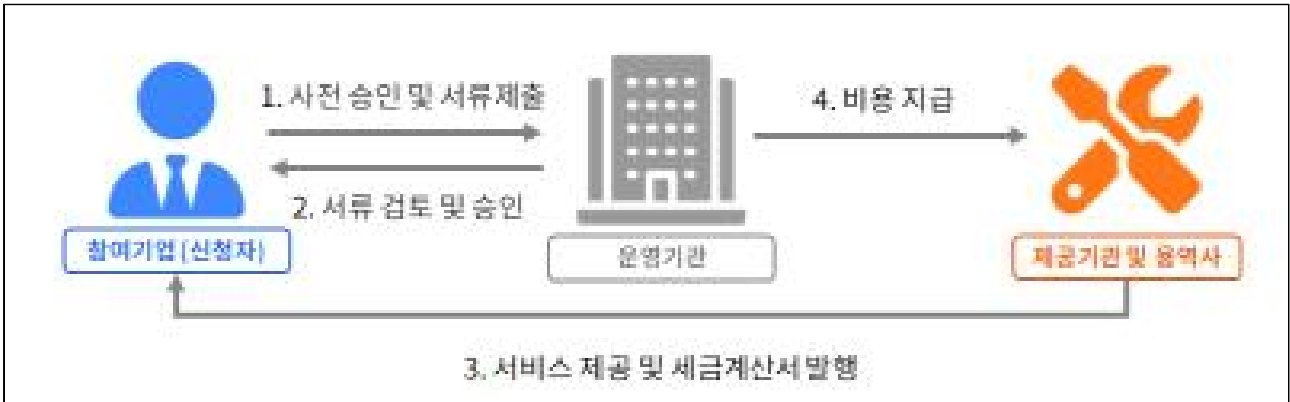 1. 사전 승인 및 서류제출
4. 비용 지급
2. 서류 검토 및 승인
참여기업 (신청자)
운영기관
제공기관 및 용역사
3. 서비스 제공 및 세금계산서 발행